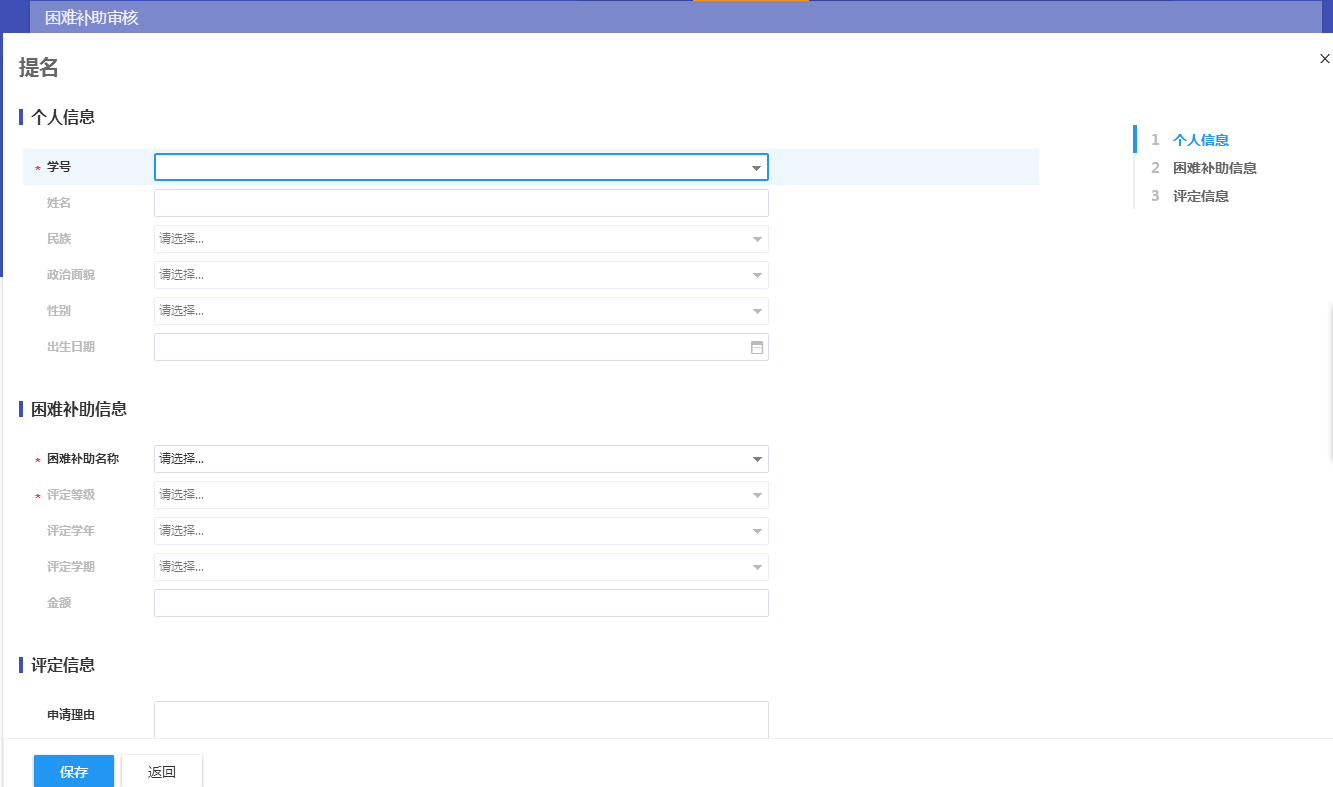 困难补助审核
提名
×
个人信息
* 学号
姓名
民族 请选择...
政治面貌 请选择...
性别 请选择...
出生日期
困难补助信息
* 困难补助名称 请选择...
* 评定等级 请选择...
评定学年 请选择...
评定学期 请选择...
金额
评定信息
申请理由
保存 返回
1 个人信息
2 困难补助信息
3 评定信息